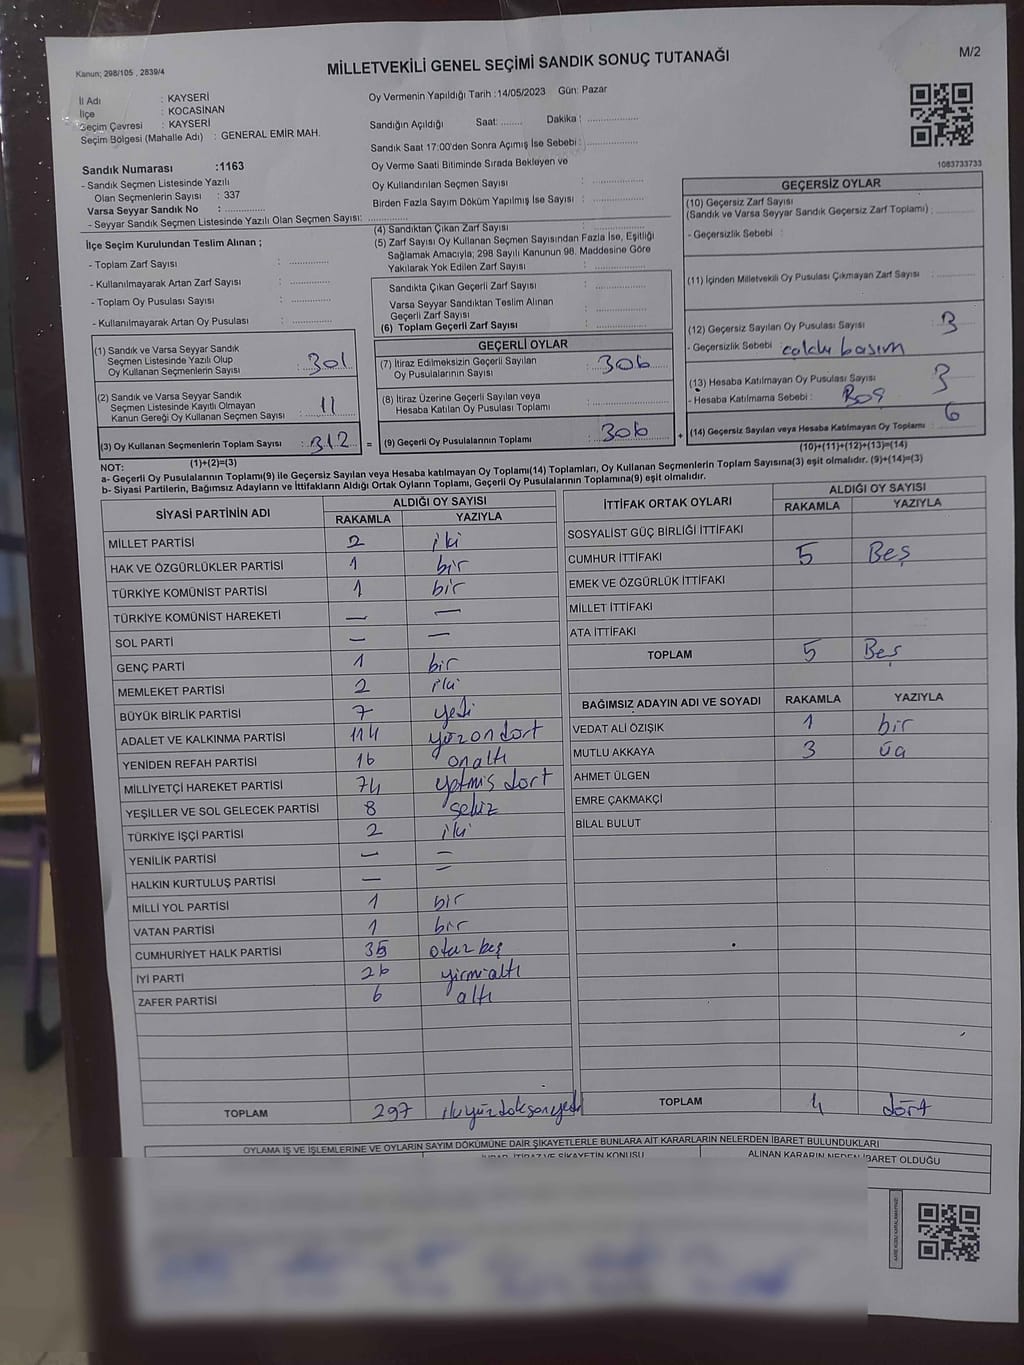 Kanun; 298/105 , 2839/4
MİLLETVEKİLİ GENEL SEÇİMİ SANDIK SONUÇ TUTANAĞI
M/2
İl Adı : KAYSERİ
İlçe : KOCASİNAN
Seçim Çevresi : KAYSERİ
Seçim Bölgesi (Mahalle Adı) : GENERAL EMİR MAH.
Sandık Numarası :1163
- Sandık Seçmen Listesinde Yazılı
Olan Seçmenlerin Sayısı : 337
Varsa Seyyar Sandık No : ..............
- Seyyar Sandık Seçmen Listesinde Yazılı Olan Seçmen Sayısı: ..............
Oy Vermenin Yapıldığı Tarih :14/05/2023 Gün: Pazar
Sandığın Açıldığı Saat: ........ Dakika : ................
Sandık Saat 17:00'den Sonra Açımış İse Sebebi : ................
Oy Verme Saati Bitiminde Sırada Bekleyen ve
Oy Kullandırılan Seçmen Sayısı : ................
Birden Fazla Sayım Döküm Yapılmış İse Sayısı : ................
1083733733
İlçe Seçim Kurulundan Teslim Alınan ;
- Toplam Zarf Sayısı : ..............
- Kullanılmayarak Artan Zarf Sayısı : ..............
- Toplam Oy Pusulası Sayısı : ..............
- Kullanılmayarak Artan Oy Pusulası : ..............
(4) Sandıktan Çıkan Zarf Sayısı : ..............
(5) Zarf Sayısı Oy Kullanan Seçmen Sayısından Fazla İse, Eşitliği
Sağlamak Amacıyla; 298 Sayılı Kanunun 98. Maddesine Göre
Yakılarak Yok Edilen Zarf Sayısı : ..............
Sandıkta Çıkan Geçerli Zarf Sayısı : ..............
Varsa Seyyar Sandıktan Teslim Alınan
Geçerli Zarf Sayısı : ..............
(6) Toplam Geçerli Zarf Sayısı : ..............
GEÇERSİZ OYLAR
(10) Geçersiz Zarf Sayısı
(Sandık ve Varsa Seyyar Sandık Geçersiz Zarf Toplamı) : ..............
- Geçersizlik Sebebi :
(11) İçinden Milletvekili Oy Pusulası Çıkmayan Zarf Sayısı : ..............
(12) Geçersiz Sayılan Oy Pusulası Sayısı : 3
- Geçersizlik Sebebi : basım
(13) Hesaba Katılmayan Oy Pusulası Sayısı 3
- Hesaba Katılmama Sebebi : Boş
(14) Geçersiz Sayılan veya Hesaba Katılmayan Oy Toplamı : 6
(10)+(11)+(12)+(13)=(14)
(1) Sandık ve Varsa Seyyar Sandık
Seçmen Listesinde Yazılı Olup
Oy Kullanan Seçmenlerin Sayısı : 301
(2) Sandık ve Varsa Seyyar Sandık
Seçmen Listesinde Kayıtlı Olmayan
Kanun Gereği Oy Kullanan Seçmen Sayısı : 11
(3) Oy Kullanan Seçmenlerin Toplam Sayısı : 312 =
(1)+(2)=(3)
GEÇERLİ OYLAR
(7) İtiraz Edilmeksizin Geçerli Sayılan
Oy Pusulalarının Sayısı : 306
(8) İtiraz Üzerine Geçerli Sayılan veya
Hesaba Katılan Oy Pusulası Toplamı : ..............
(9) Geçerli Oy Pusulalarının Toplamı : 306 +
NOT:
a- Geçerli Oy Pusulalarının Toplamı(9) ile Geçersiz Sayılan veya Hesaba katılmayan Oy Toplamı(14) Toplamları, Oy Kullanan Seçmenlerin Toplam Sayısına(3) eşit olmalıdır. (9)+(14)=(3)
b- Siyasi Partilerin, Bağımsız Adayların ve İttifakların Aldığı Ortak Oyların Toplamı, Geçerli Oy Pusulalarının Toplamına(9) eşit olmalıdır.
SİYASİ PARTİNİN ADI ALDIĞI OY SAYISI
RAKAMLA YAZIYLA
MİLLET PARTİSİ 2 iki
HAK VE ÖZGÜRLÜKLER PARTİSİ 1 bir
TÜRKİYE KOMÜNİST PARTİSİ 1 bir
TÜRKİYE KOMÜNİST HAREKETİ — —
SOL PARTİ — —
GENÇ PARTİ 1 bir
MEMLEKET PARTİSİ 2 iki
BÜYÜK BİRLİK PARTİSİ 7 yedi
ADALET VE KALKINMA PARTİSİ 114 yüzondort
YENİDEN REFAH PARTİSİ 16 onaltı
MİLLİYETÇİ HAREKET PARTİSİ 74 yetmiş dort
YEŞİLLER VE SOL GELECEK PARTİSİ 8 sekiz
TÜRKİYE İŞÇİ PARTİSİ 2 iki
YENİLİK PARTİSİ — —
HALKIN KURTULUŞ PARTİSİ — —
MİLLİ YOL PARTİSİ 1 bir
VATAN PARTİSİ 1 bir
CUMHURİYET HALK PARTİSİ 35 otuz beş
İYİ PARTİ 26 yirmialtı
ZAFER PARTİSİ 6 altı
TOPLAM 297 ikiyüzdoksanyedi
İTTİFAK ORTAK OYLARI ALDIĞI OY SAYISI
RAKAMLA YAZIYLA
SOSYALİST GÜÇ BİRLİĞİ İTTİFAKI
CUMHUR İTTİFAKI 5 Beş
EMEK VE ÖZGÜRLÜK İTTİFAKI
MİLLET İTTİFAKI
ATA İTTİFAKI
TOPLAM 5 Beş
BAĞIMSIZ ADAYIN ADI VE SOYADI RAKAMLA YAZIYLA
VEDAT ALİ ÖZIŞIK 1 bir
MUTLU AKKAYA 3 üç
AHMET ÜLGEN
EMRE ÇAKMAKÇİ
BİLAL BULUT
TOPLAM 4 dört
OYLAMA İŞ VE İŞLEMLERİNE VE OYLARIN SAYIM DÖKÜMÜNE DAİR ŞİKAYETLERLE BUNLARA AİT KARARLARIN NELERDEN İBARET BULUNDUKLARI
İTİRAZ VE ŞİKAYETİN KONUSU
ALINAN KARARIN NEDEN İBARET OLDUĞU